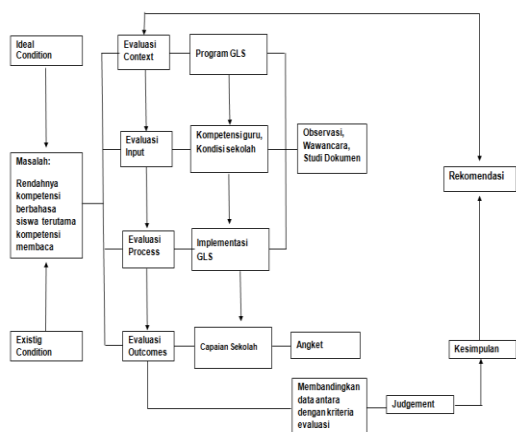 Ideal
Condition
Masalah:
Rendahnya
kompetensi
berbahasa
siswa terutama
kompetensi
membaca
Existig
Condition
Evaluasi
Context
Program GLS
Evaluasi
Input
Kompetensi guru,
Kondisi sekolah
Observasi,
Wawancara,
Studi Dokumen
Evaluasi
Process
Implementasi
GLS
Evaluasi
Outcomes
Capaian Sekolah
Angket
Membandingkan
data antara
dengan kriteria
evaluasi
Judgement
Kesimpulan
Rekomendasi